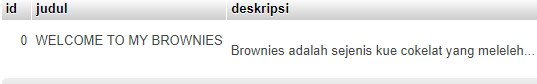 id judul deskripsi
0 WELCOME TO MY BROWNIES Brownies adalah sejenis kue cokelat yang meleleh...